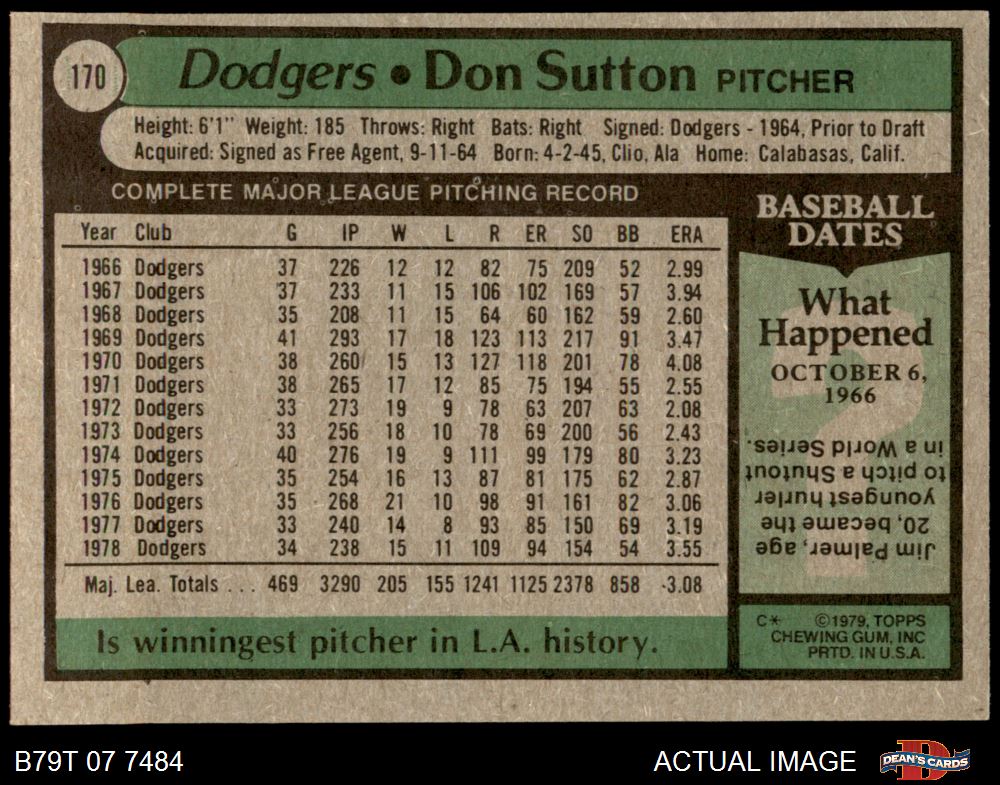 170
Dodgers • Don Sutton PITCHER
Height: 6'1" Weight: 185 Throws: Right Bats: Right Signed: Dodgers - 1964, Prior to Draft
Acquired: Signed as Free Agent, 9-11-64 Born: 4-2-45, Clio, Ala Home: Calabasas, Calif.
COMPLETE MAJOR LEAGUE PITCHING RECORD
Year Club G IP W L R ER SO BB ERA
1966 Dodgers 37 226 12 12 82 75 209 52 2.99
1967 Dodgers 37 233 11 15 106 102 169 57 3.94
1968 Dodgers 35 208 11 15 64 60 162 59 2.60
1969 Dodgers 41 293 17 18 123 113 217 91 3.47
1970 Dodgers 38 260 15 13 127 118 201 78 4.08
1971 Dodgers 38 265 17 12 85 75 194 55 2.55
1972 Dodgers 33 273 19 9 78 63 207 63 2.08
1973 Dodgers 33 256 18 10 78 69 200 56 2.43
1974 Dodgers 40 276 19 9 111 99 179 80 3.23
1975 Dodgers 35 254 16 13 87 81 175 62 2.87
1976 Dodgers 35 268 21 10 98 91 161 82 3.06
1977 Dodgers 33 240 14 8 93 85 150 69 3.19
1978 Dodgers 34 238 15 11 109 94 154 54 3.55
Maj. Lea. Totals . . . 469 3290 205 155 1241 1125 2378 858 3.08
Is winningest pitcher in L.A. history.
BASEBALL
DATES
What
Happened
OCTOBER 6,
1966
Jim Palmer, age
20, became the
youngest hurler
to pitch a Shutout
in a World Series.
C* ©1979, TOPPS
CHEWING GUM, INC
PRTD. IN U.S.A.
B79T 07 7484
ACTUAL IMAGE
DEAN'S CARDS